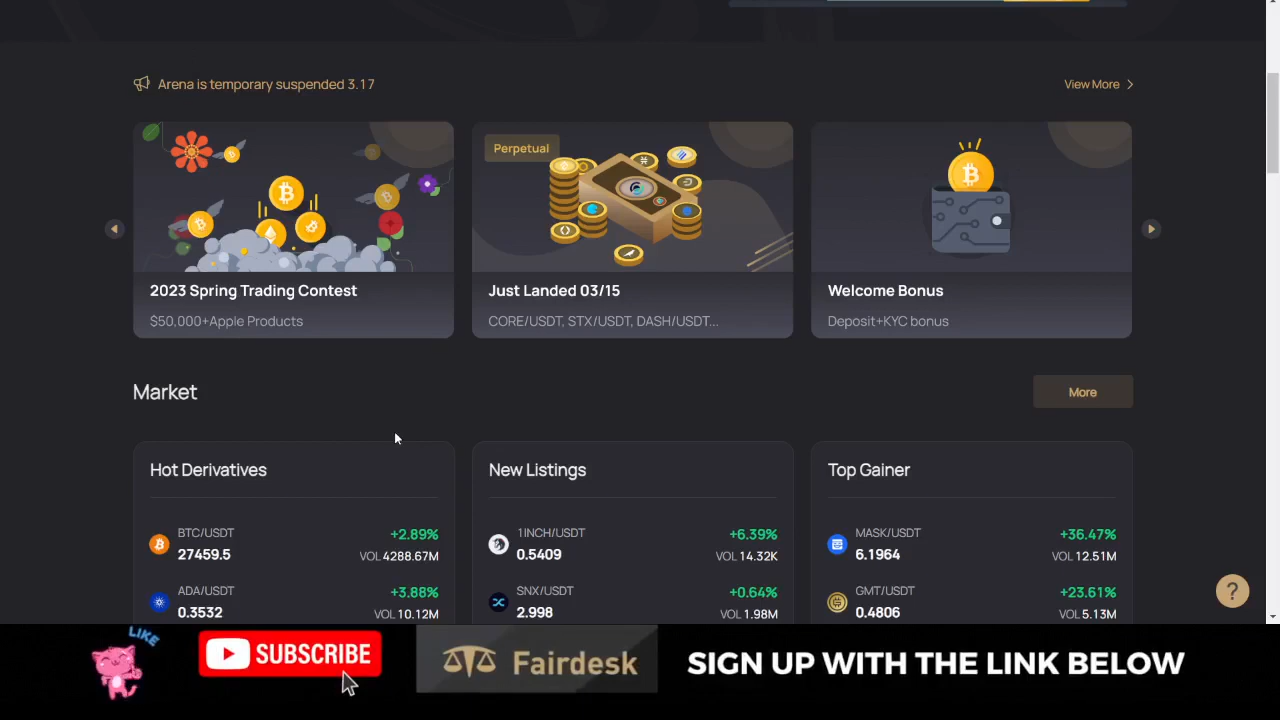 Arena is temporary suspended 3.17
View More
Perpetual
2023 Spring Trading Contest
$50,000+Apple Products
Just Landed 03/15
CORE/USDT, STX/USDT, DASH/USDT...
Welcome Bonus
Deposit+KYC bonus
Market
More
Hot Derivatives
BTC/USDT +2.89%
27459.5 VOL 4288.67M
ADA/USDT +3.88%
0.3532 VOL 10.12M
New Listings
1INCH/USDT +6.39%
0.5409 VOL 14.32K
SNX/USDT +0.64%
2.998 VOL 1.98M
Top Gainer
MASK/USDT +36.47%
6.1964 VOL 12.51M
GMT/USDT +23.61%
0.4806 VOL 5.13M
?
LIKE
SUBSCRIBE
Fairdesk
SIGN UP WITH THE LINK BELOW